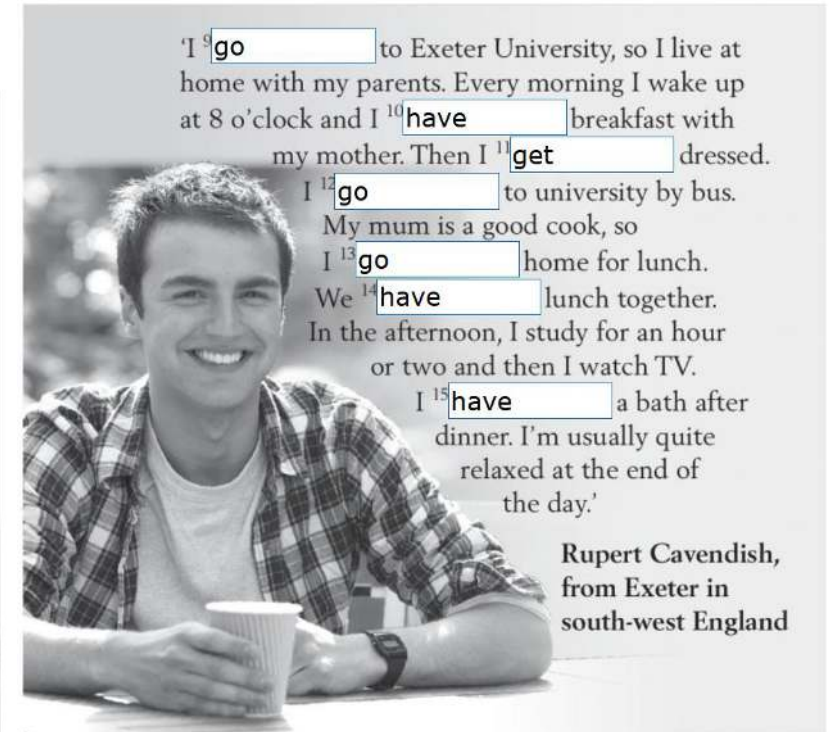 ‘I 9 go to Exeter University, so I live at
home with my parents. Every morning I wake up
at 8 o’clock and I 10 have breakfast with
my mother. Then I 11 get dressed.
I 12 go to university by bus.
My mum is a good cook, so
I 13 go home for lunch.
We 14 have lunch together.
In the afternoon, I study for an hour
or two and then I watch TV.
I 15 have a bath after
dinner. I’m usually quite
relaxed at the end of
the day.’
Rupert Cavendish,
from Exeter in
south-west England